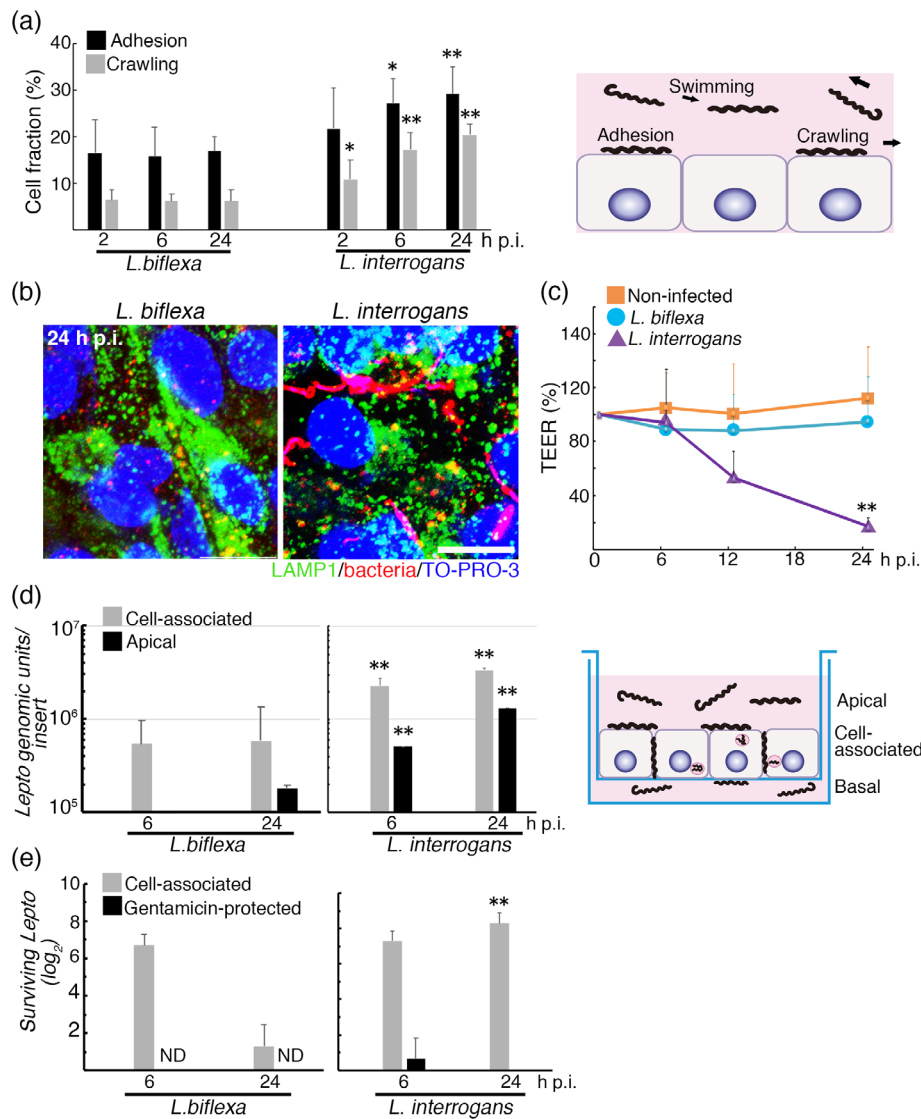 (a)
Adhesion
Crawling
Cell fraction (%)
40
30
20
10
*
**
*
**
**
2 6 24 2 6 24 h p.i.
L.biflexa L. interrogans
Swimming
Adhesion Crawling
(b)
L. biflexa L. interrogans
24 h p.i.
LAMP1/bacteria/TO-PRO-3
(c)
Non-infected
L. biflexa
L. interrogans
TEER (%)
140
120
80
40
**
0 6 12 18 24 h p.i.
(d)
Cell-associated
Apical
Lepto genomic units/
insert
10⁷
10⁶
10⁵
**
**
**
**
6 24 6 24 h p.i.
L.biflexa L. interrogans
Apical
Cell-
associated
Basal
(e)
Cell-associated
Gentamicin-protected
Surviving Lepto
(log₂)
10
8
6
4
2
ND ND
**
6 24 6 24 h p.i.
L.biflexa L. interrogans